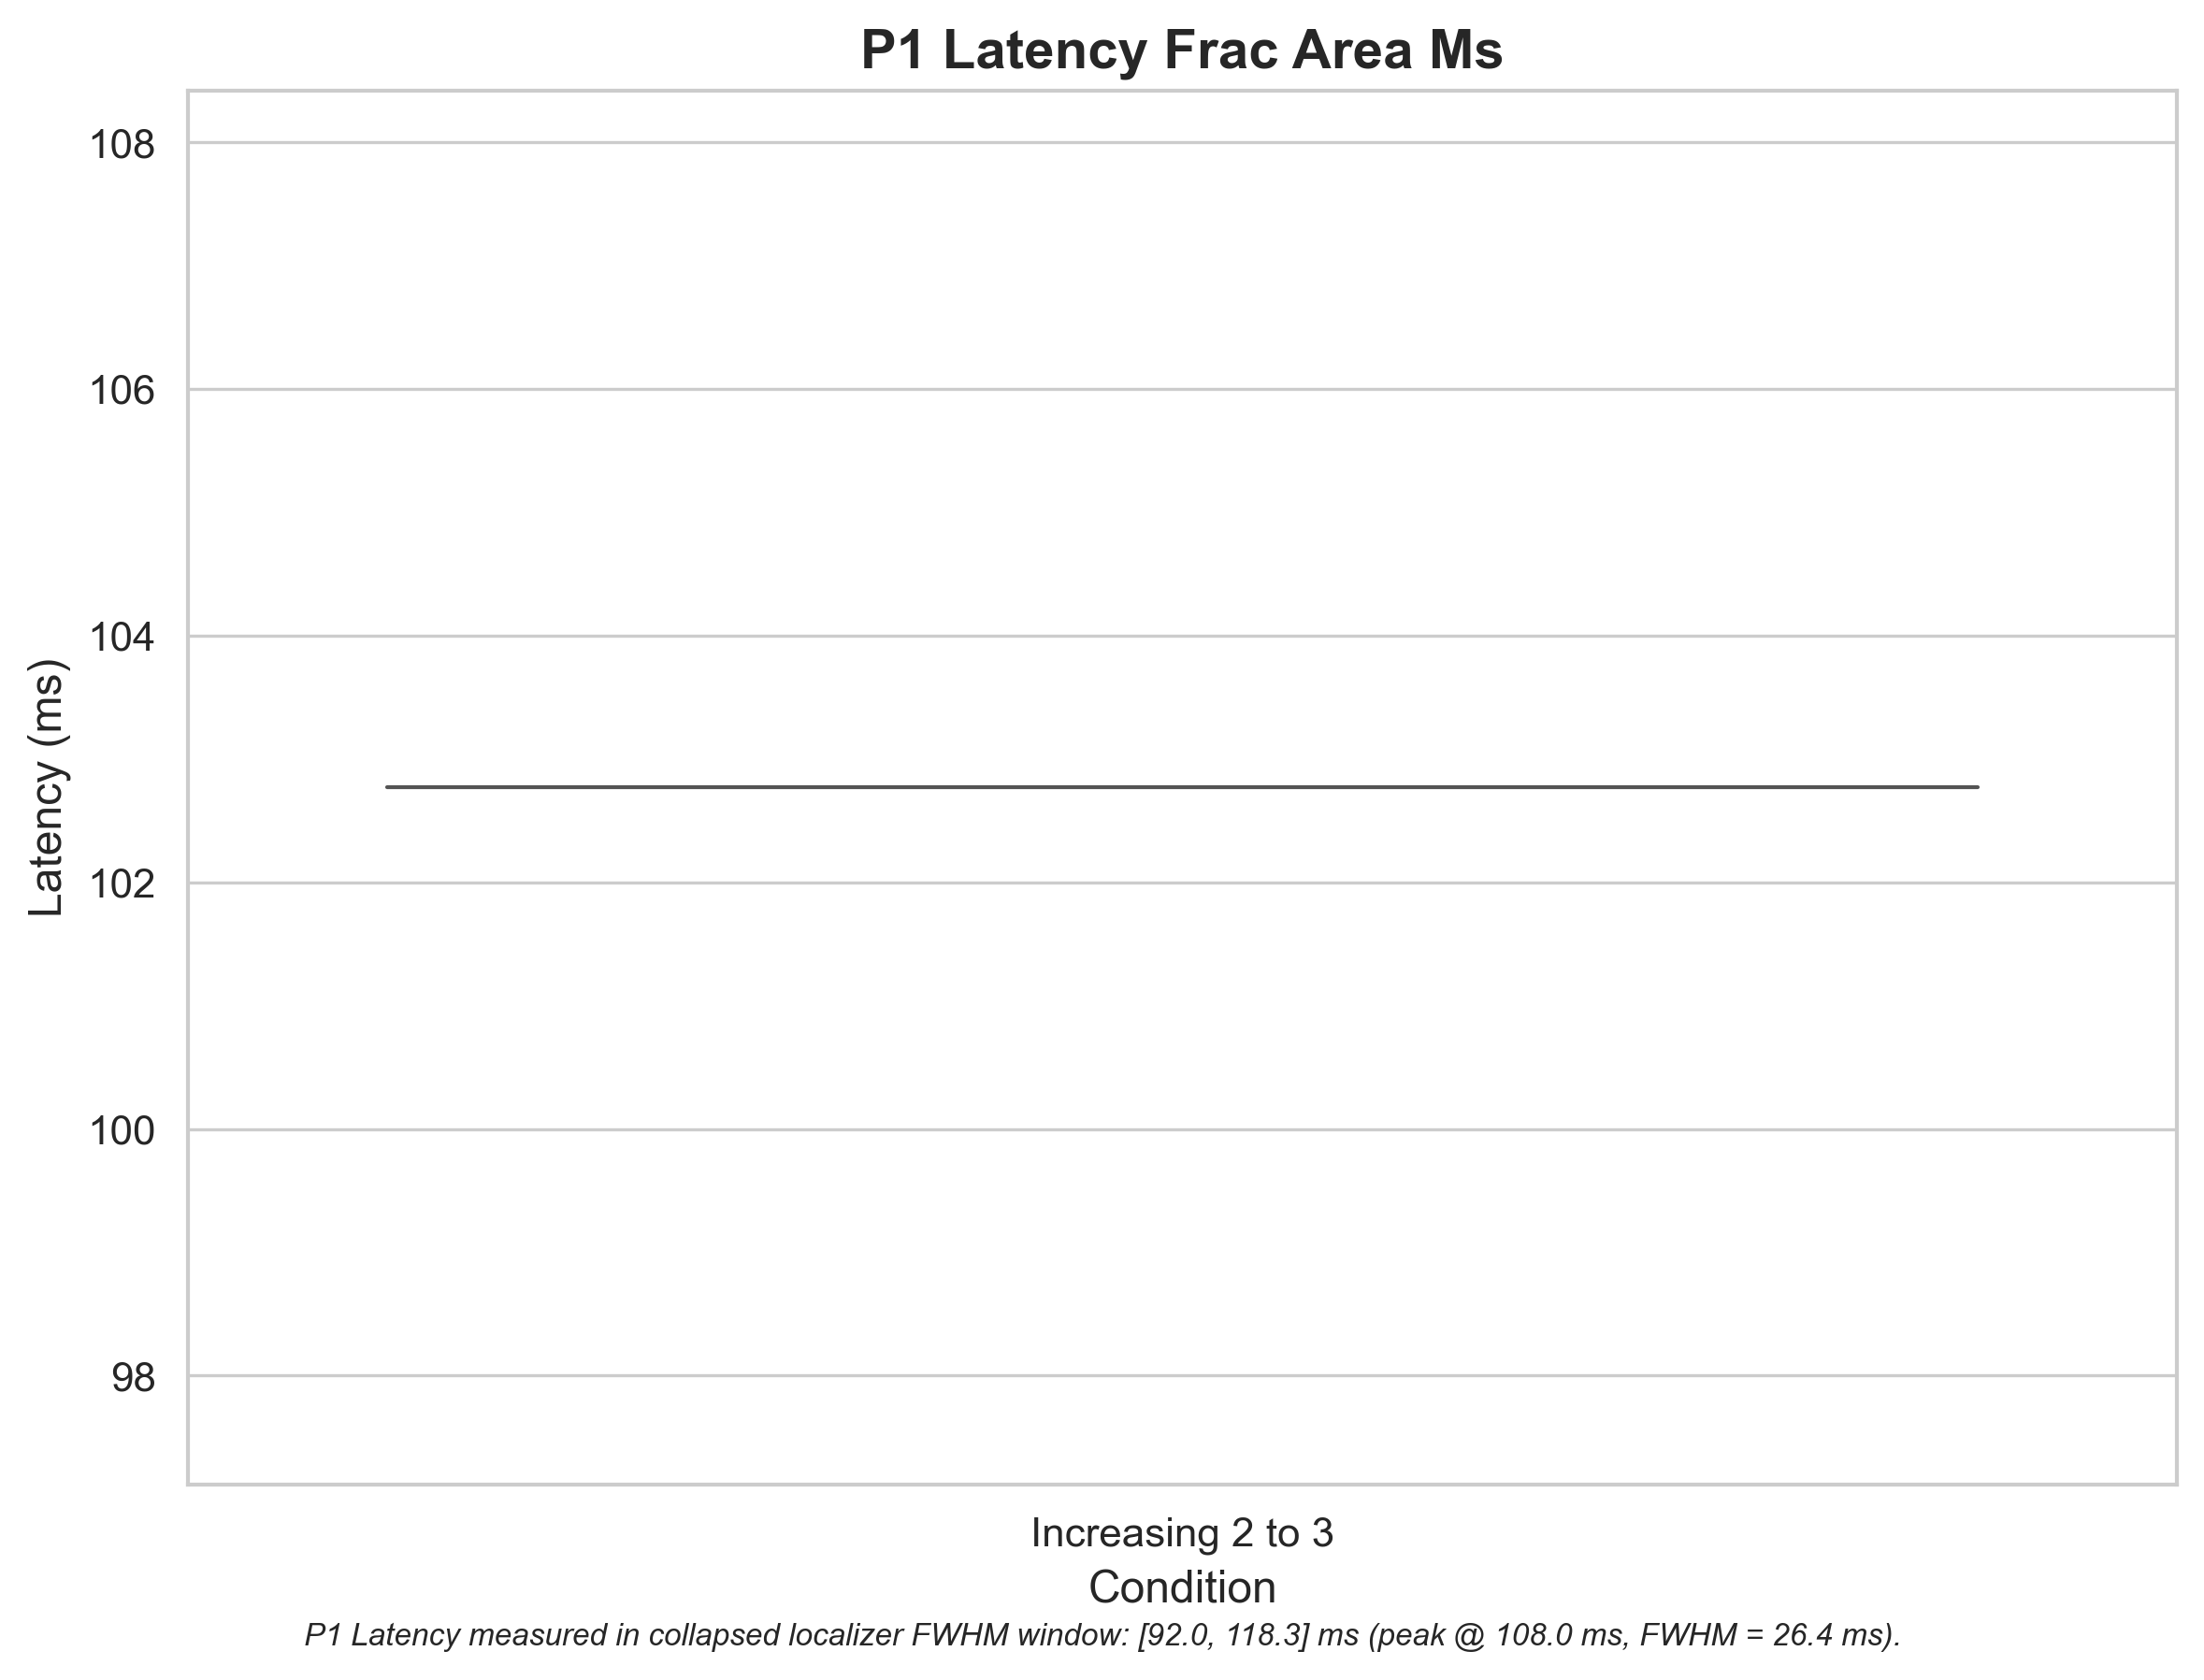 P1 Latency Frac Area Ms
108
106
104
102
100
98
Latency (ms)
Increasing 2 to 3
Condition
P1 Latency measured in collapsed localizer FWHM window: [92.0, 118.3] ms (peak @ 108.0 ms, FWHM = 26.4 ms).